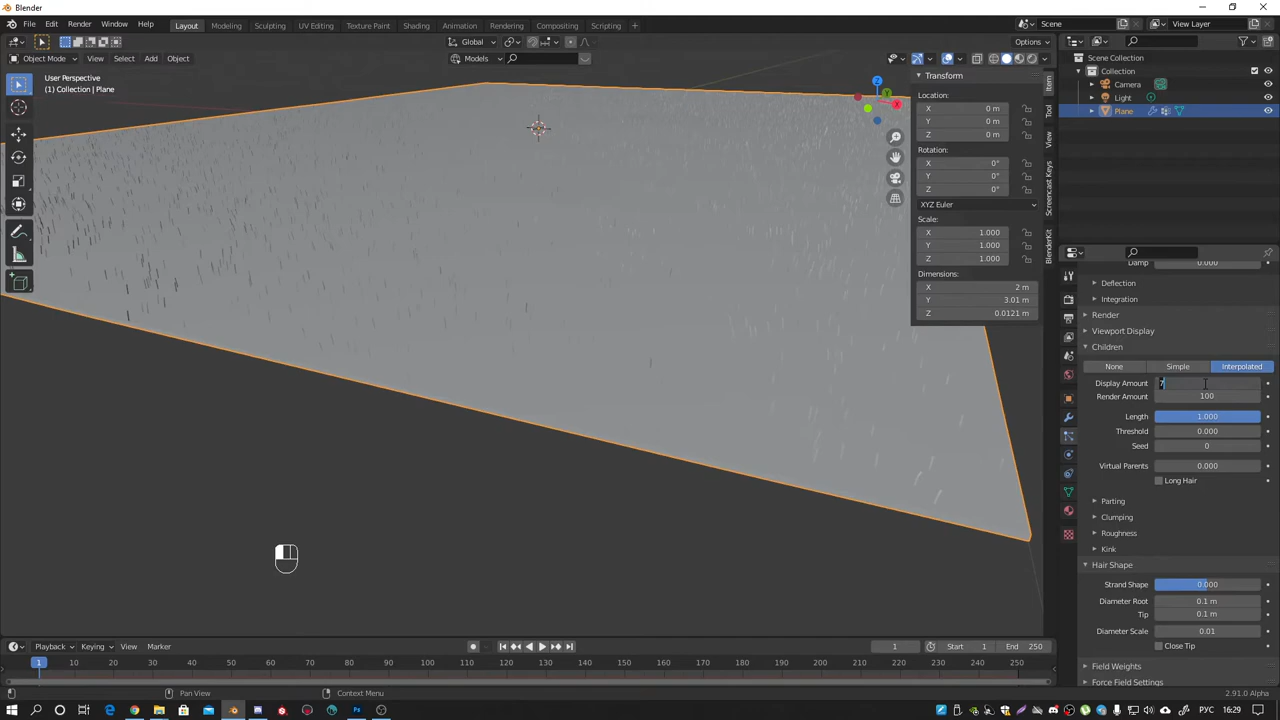 Blender
File Edit Render Window Help
Layout Modeling Sculpting UV Editing Texture Paint Shading Animation Rendering Compositing Scripting +
Scene
View Layer
Global
Options
Object Mode View Select Add Object
Models
User Perspective
(1) Collection | Plane
Scene Collection
Collection
Camera
Light
Plane
Transform
Location:
X 0 m
Y 0 m
Z 0 m
Rotation:
X 0°
Y 0°
Z 0°
XYZ Euler
Scale:
X 1.000
Y 1.000
Z 1.000
Dimensions:
X 2 m
Y 3.01 m
Z 0.0121 m
Item
Tool
View
Screencast Keys
BlenderKit
Damp 0.000
Deflection
Integration
Render
Viewport Display
Children
None Simple Interpolated
Display Amount
Render Amount 100
Length 1.000
Threshold 0.000
Seed 0
Virtual Parents 0.000
Long Hair
Parting
Clumping
Roughness
Kink
Hair Shape
Strand Shape 0.000
Diameter Root 0.1 m
Tip 0.1 m
Diameter Scale 0.01
Close Tip
Field Weights
Force Field Settings
Playback Keying View Marker
1 Start 1 End 250
1 10 20 30 40 50 60 70 80 90 100 110 120 130 140 150 160 170 180 190 200 210 220 230 240 250
Pan View Context Menu 2.91.0 Alpha
РУС 16:29